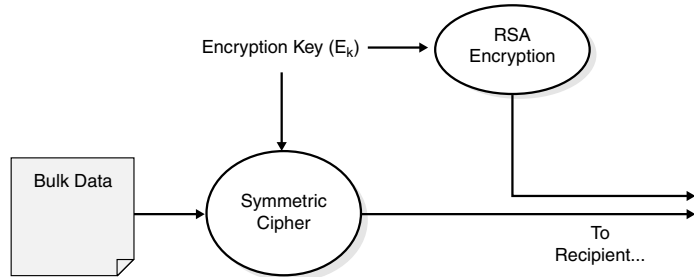 RSA
Encryption
Encryption Key (Ek)
Bulk Data
Symmetric
Cipher
To
Recipient...